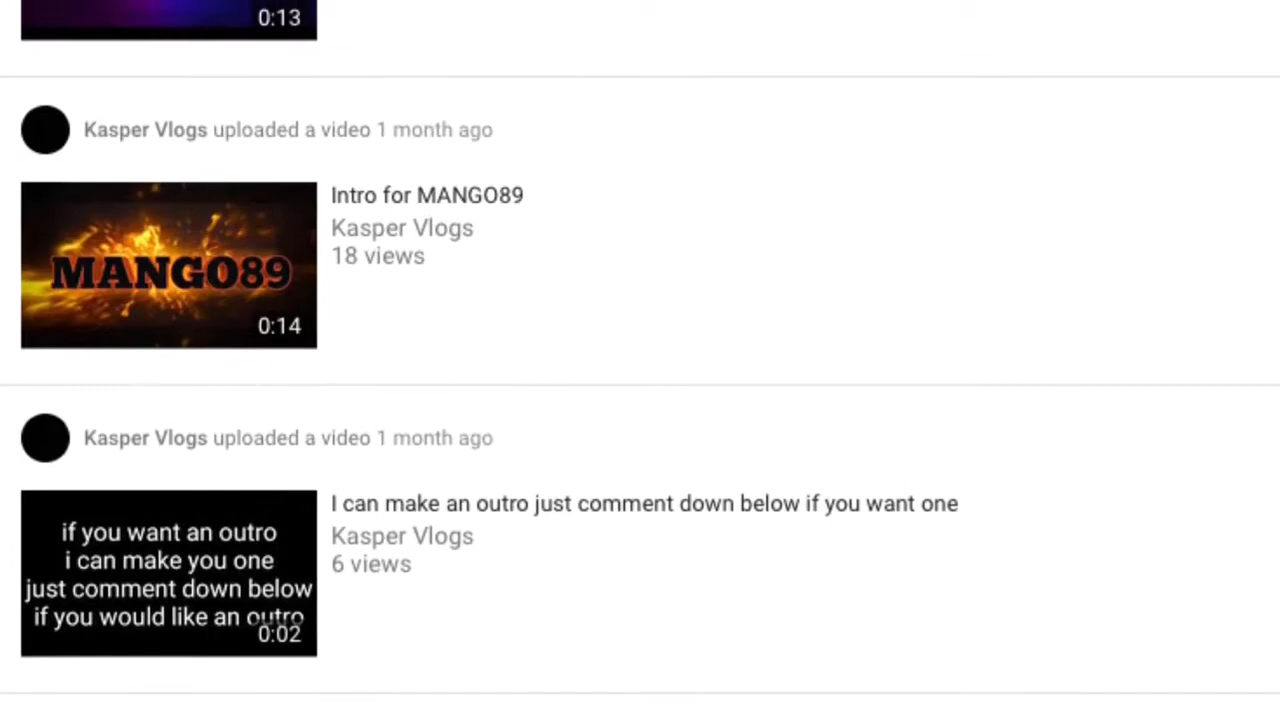 0:13
Kasper Vlogs uploaded a video 1 month ago
Intro for MANGO89
Kasper Vlogs
18 views
MANGO89
0:14
Kasper Vlogs uploaded a video 1 month ago
I can make an outro just comment down below if you want one
Kasper Vlogs
6 views
if you want an outro
i can make you one
just comment down below
if you would like an outro
0:02